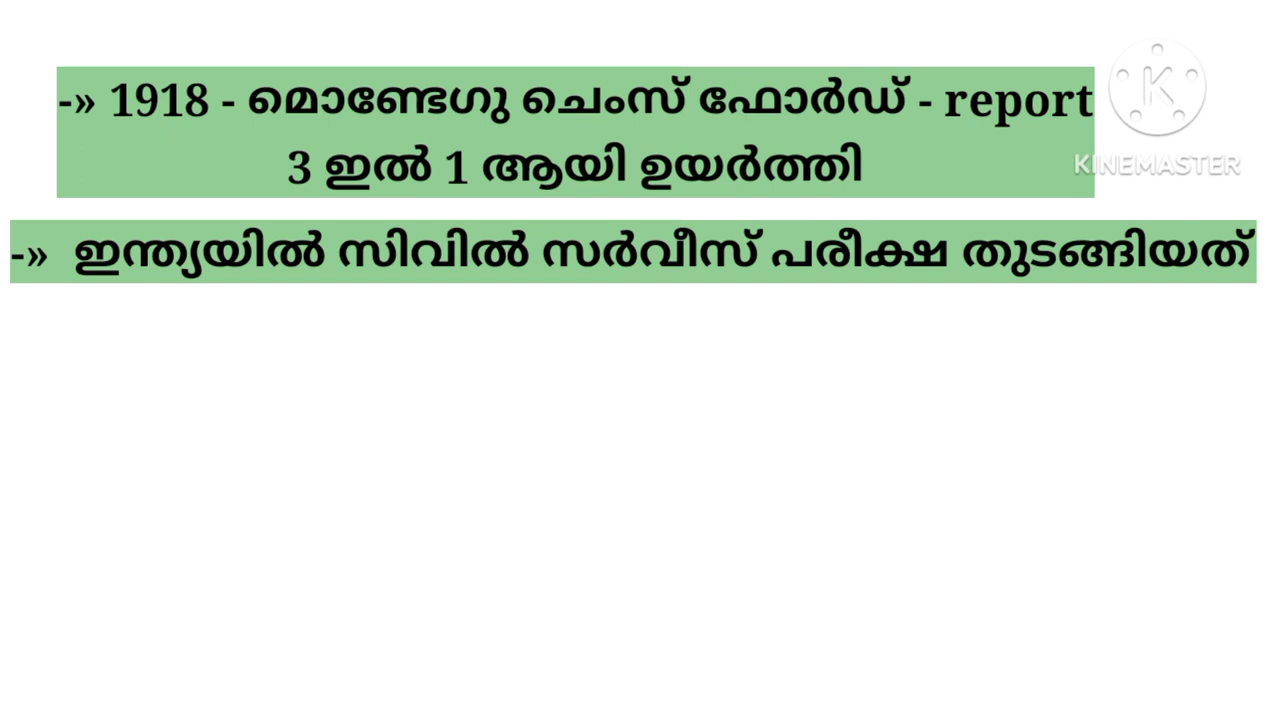 -» 1918 - മൊണ്ടേഗു ചെംസ് ഫോർഡ് - report
3 ഇൽ 1 ആയി ഉയർത്തി
-» ഇന്ത്യയിൽ സിവിൽ സർവീസ് പരീക്ഷ തുടങ്ങിയത്
KINEMASTER